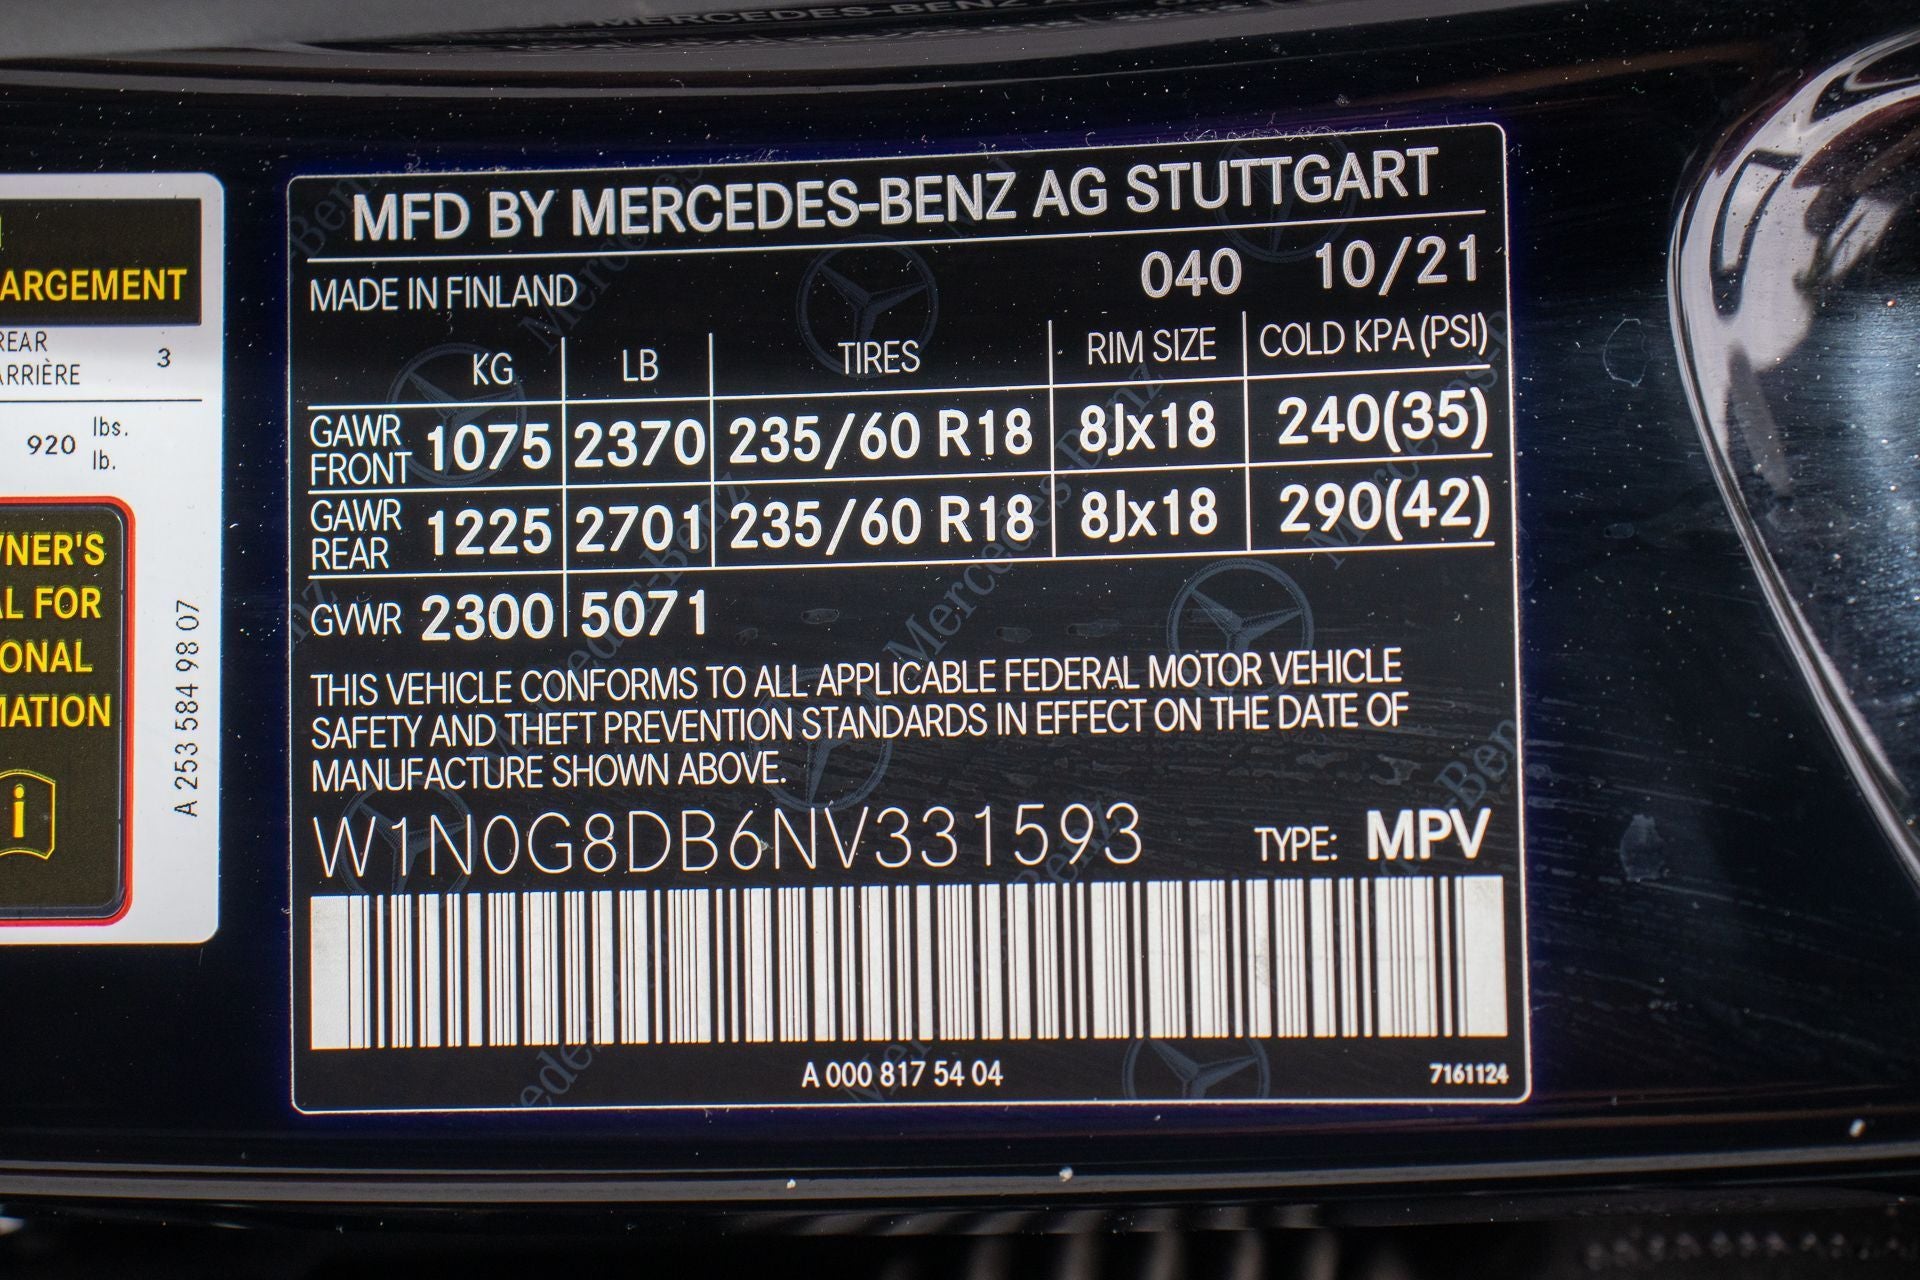 ARGEMENT
REAR
ARRIÈRE
3
920 lbs.
lb.
NER'S
L FOR
ONAL
MATION
i
A 253 584 98 07
MFD BY MERCEDES-BENZ AG STUTTGART
MADE IN FINLAND 040 10/21
KG LB TIRES RIM SIZE COLD KPA (PSI)
GAWR FRONT 1075 2370 235/60 R18 8Jx18 240(35)
GAWR REAR 1225 2701 235/60 R18 8Jx18 290(42)
GVWR 2300 5071
THIS VEHICLE CONFORMS TO ALL APPLICABLE FEDERAL MOTOR VEHICLE
SAFETY AND THEFT PREVENTION STANDARDS IN EFFECT ON THE DATE OF
MANUFACTURE SHOWN ABOVE.
W1N0G8DB6NV331593 TYPE: MPV
A 000 817 54 04 7161124